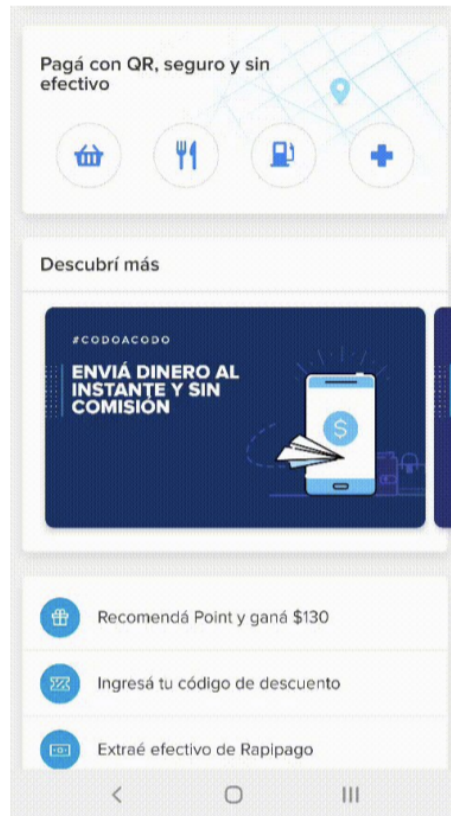 Pagá con QR, seguro y sin
efectivo
Descubrí más
#CODOACODO
ENVIÁ DINERO AL
INSTANTE Y SIN
COMISIÓN
$
Recomendá Point y ganá $130
Ingresá tu código de descuento
Extraé efectivo de Rapipago